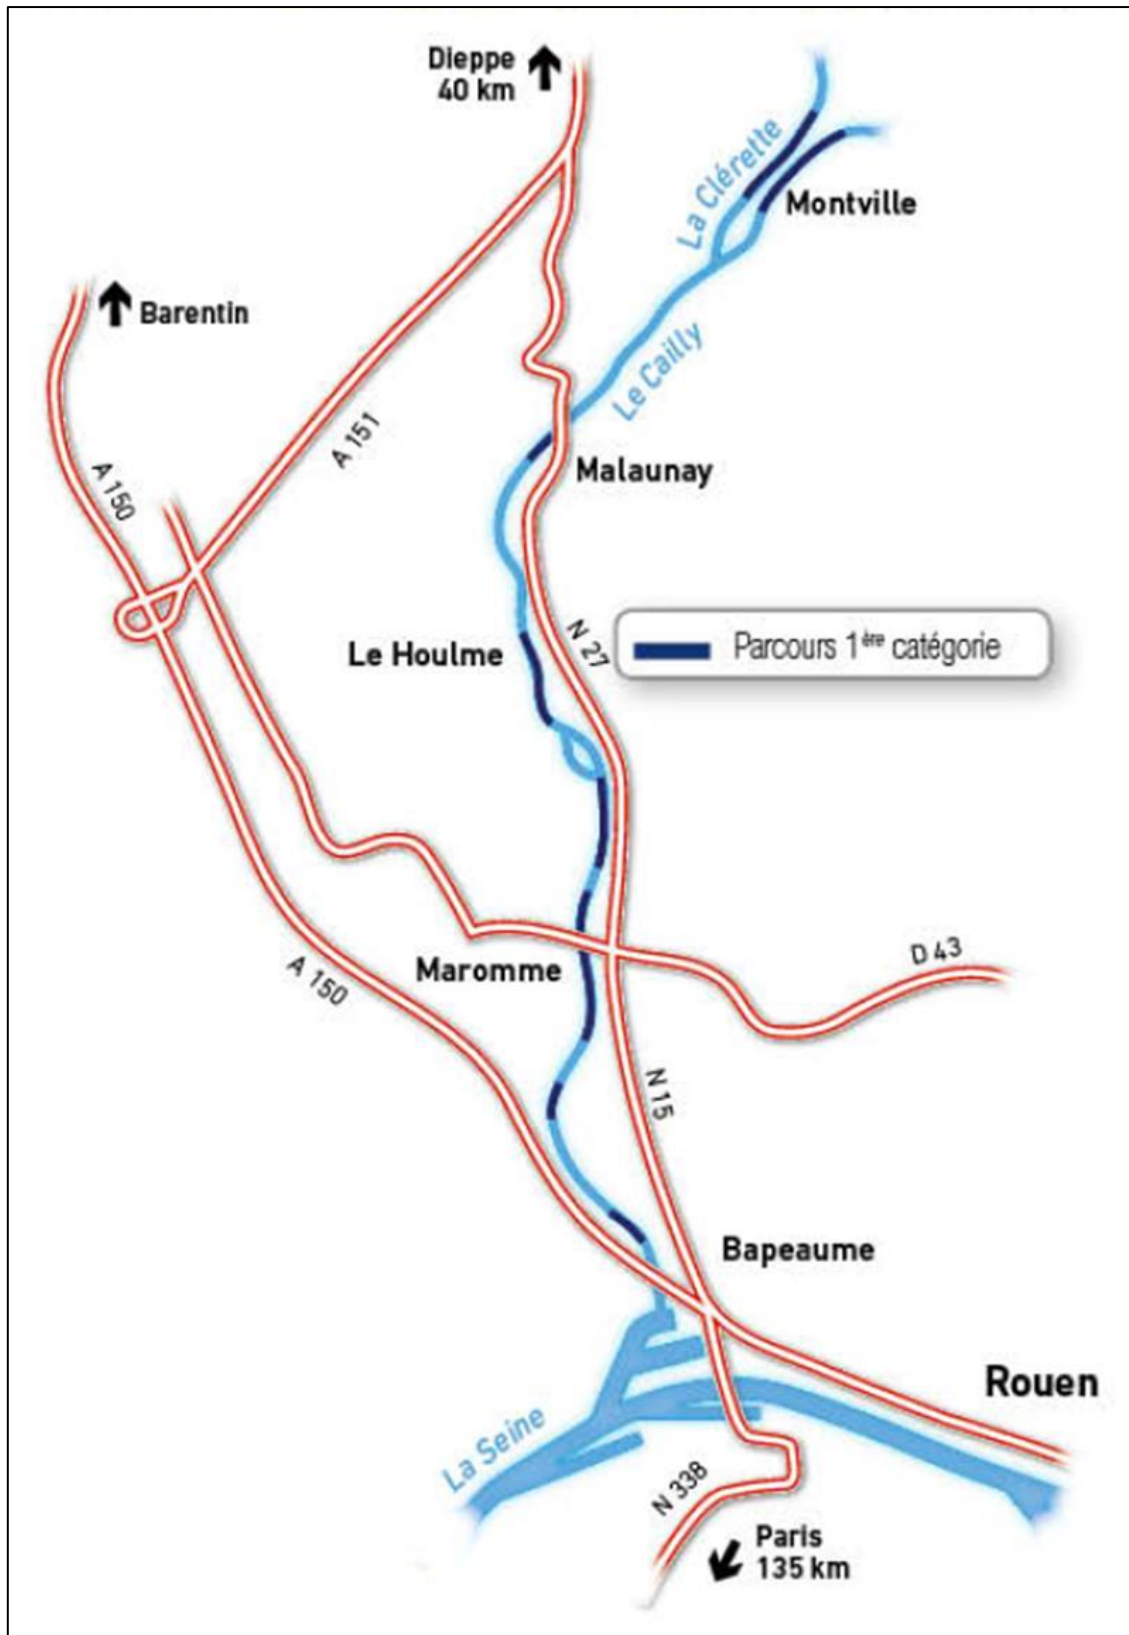 Dieppe
40 km
La Clérette
Montville
Barentin
Le Cailly
A 151
Malaunay
A 150
N 27
Parcours 1ère catégorie
Le Houlme
D 43
Maromme
A 150
N 15
Bapeaume
Rouen
La Seine
N 338
Paris
135 km